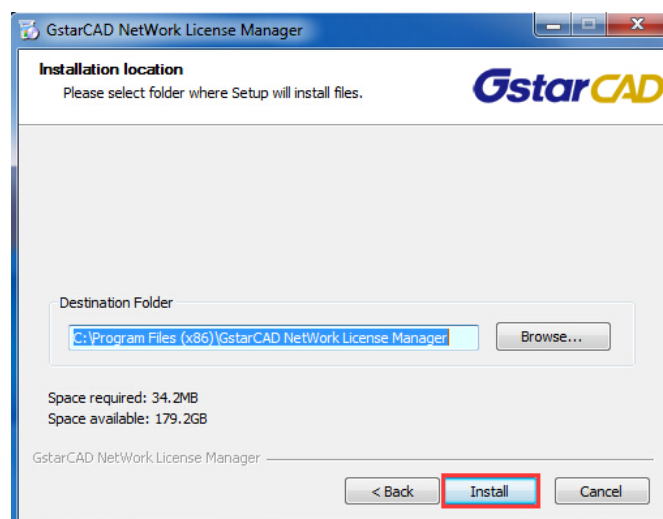 GstarCAD NetWork License Manager
Installation location
Please select folder where Setup will install files.
GstarCAD
Destination Folder
C:\Program Files (x86)\GstarCAD NetWork License Manager
Browse...
Space required: 34.2MB
Space available: 179.2GB
GstarCAD NetWork License Manager
< Back
Install
Cancel